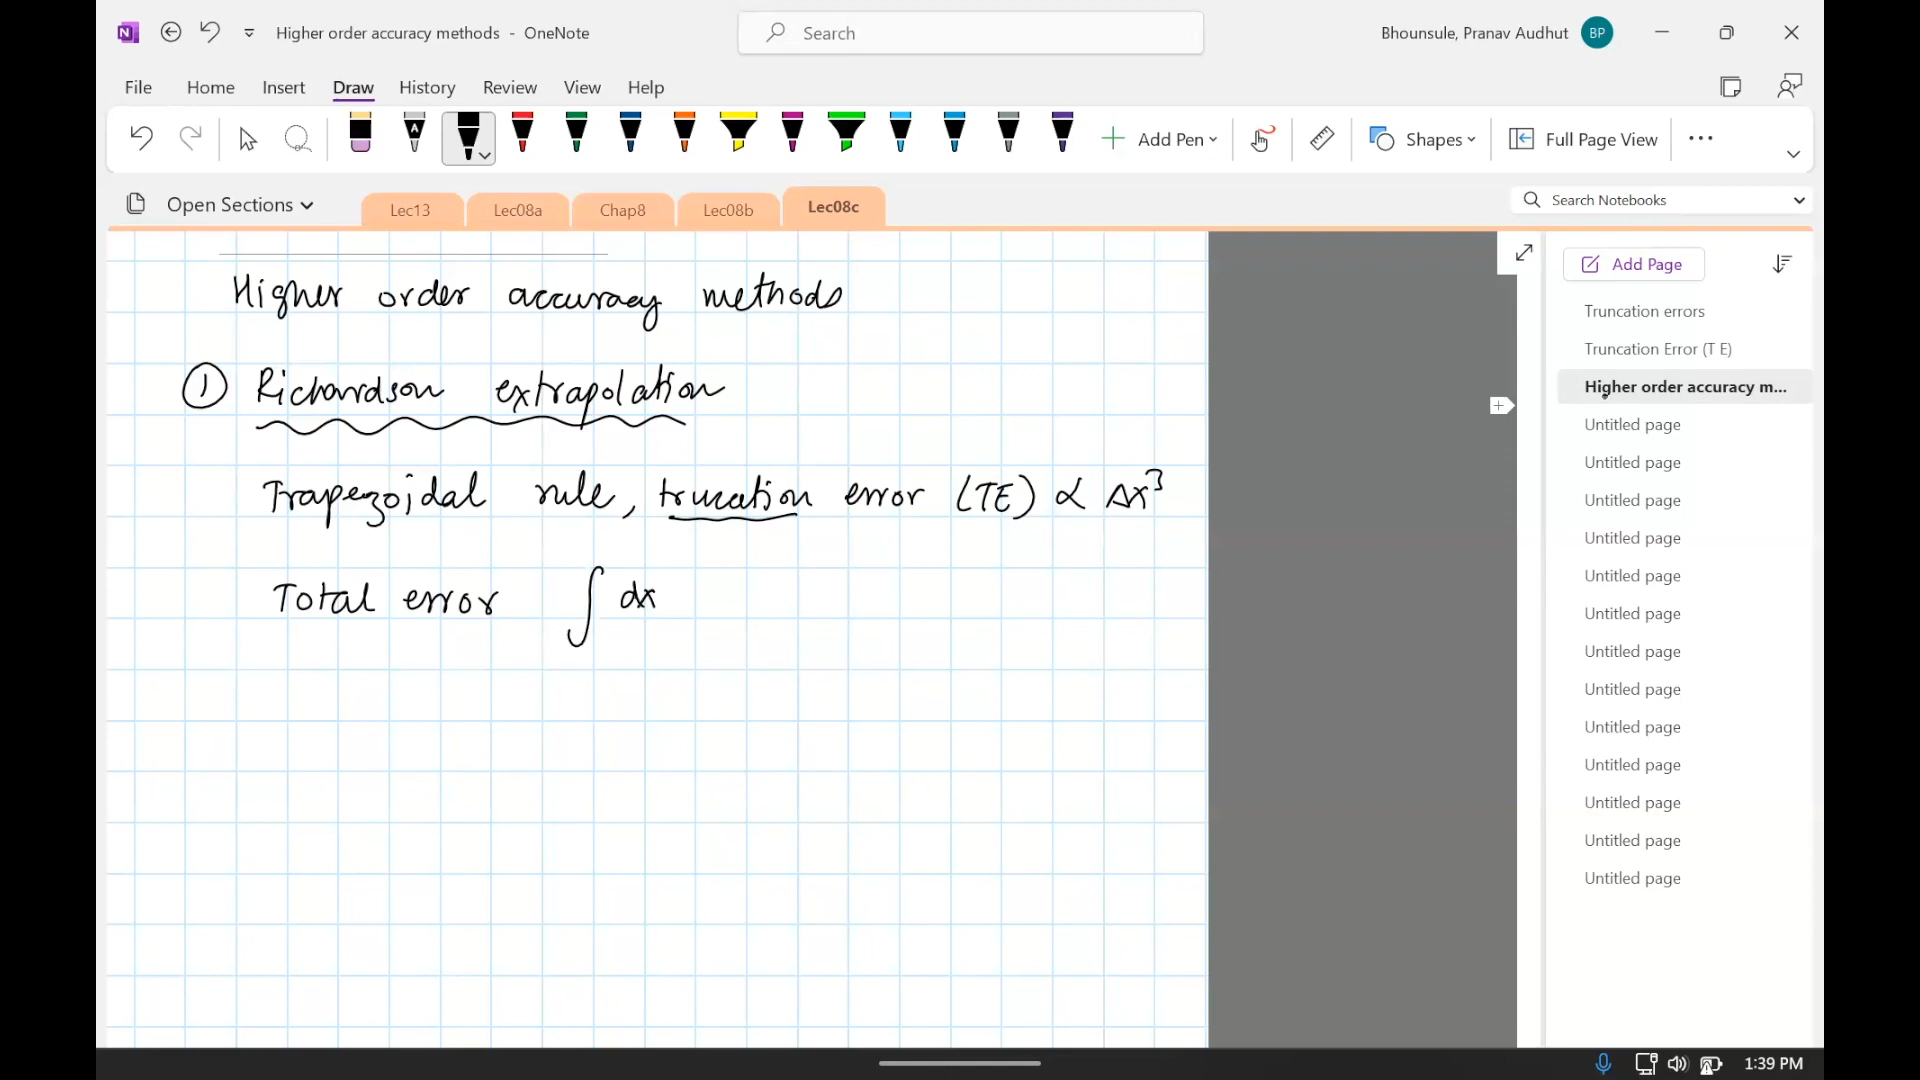 Higher order accuracy methods - OneNote
Search
Bhounsule, Pranav Audhut
BP
File Home Insert Draw History Review View Help
Add Pen
Shapes
Full Page View
Open Sections
Lec13
Lec08a
Chap8
Lec08b
Lec08c
Search Notebooks
Higher order accuracy methods
① Richardson extrapolation
Trapezoidal rule, trucation error (TE) ∝ Δx³
Total error ∫ dx
Add Page
Truncation errors
Truncation Error (T E)
Higher order accuracy m...
Untitled page
Untitled page
Untitled page
Untitled page
Untitled page
Untitled page
Untitled page
Untitled page
Untitled page
Untitled page
Untitled page
Untitled page
Untitled page
1:39 PM